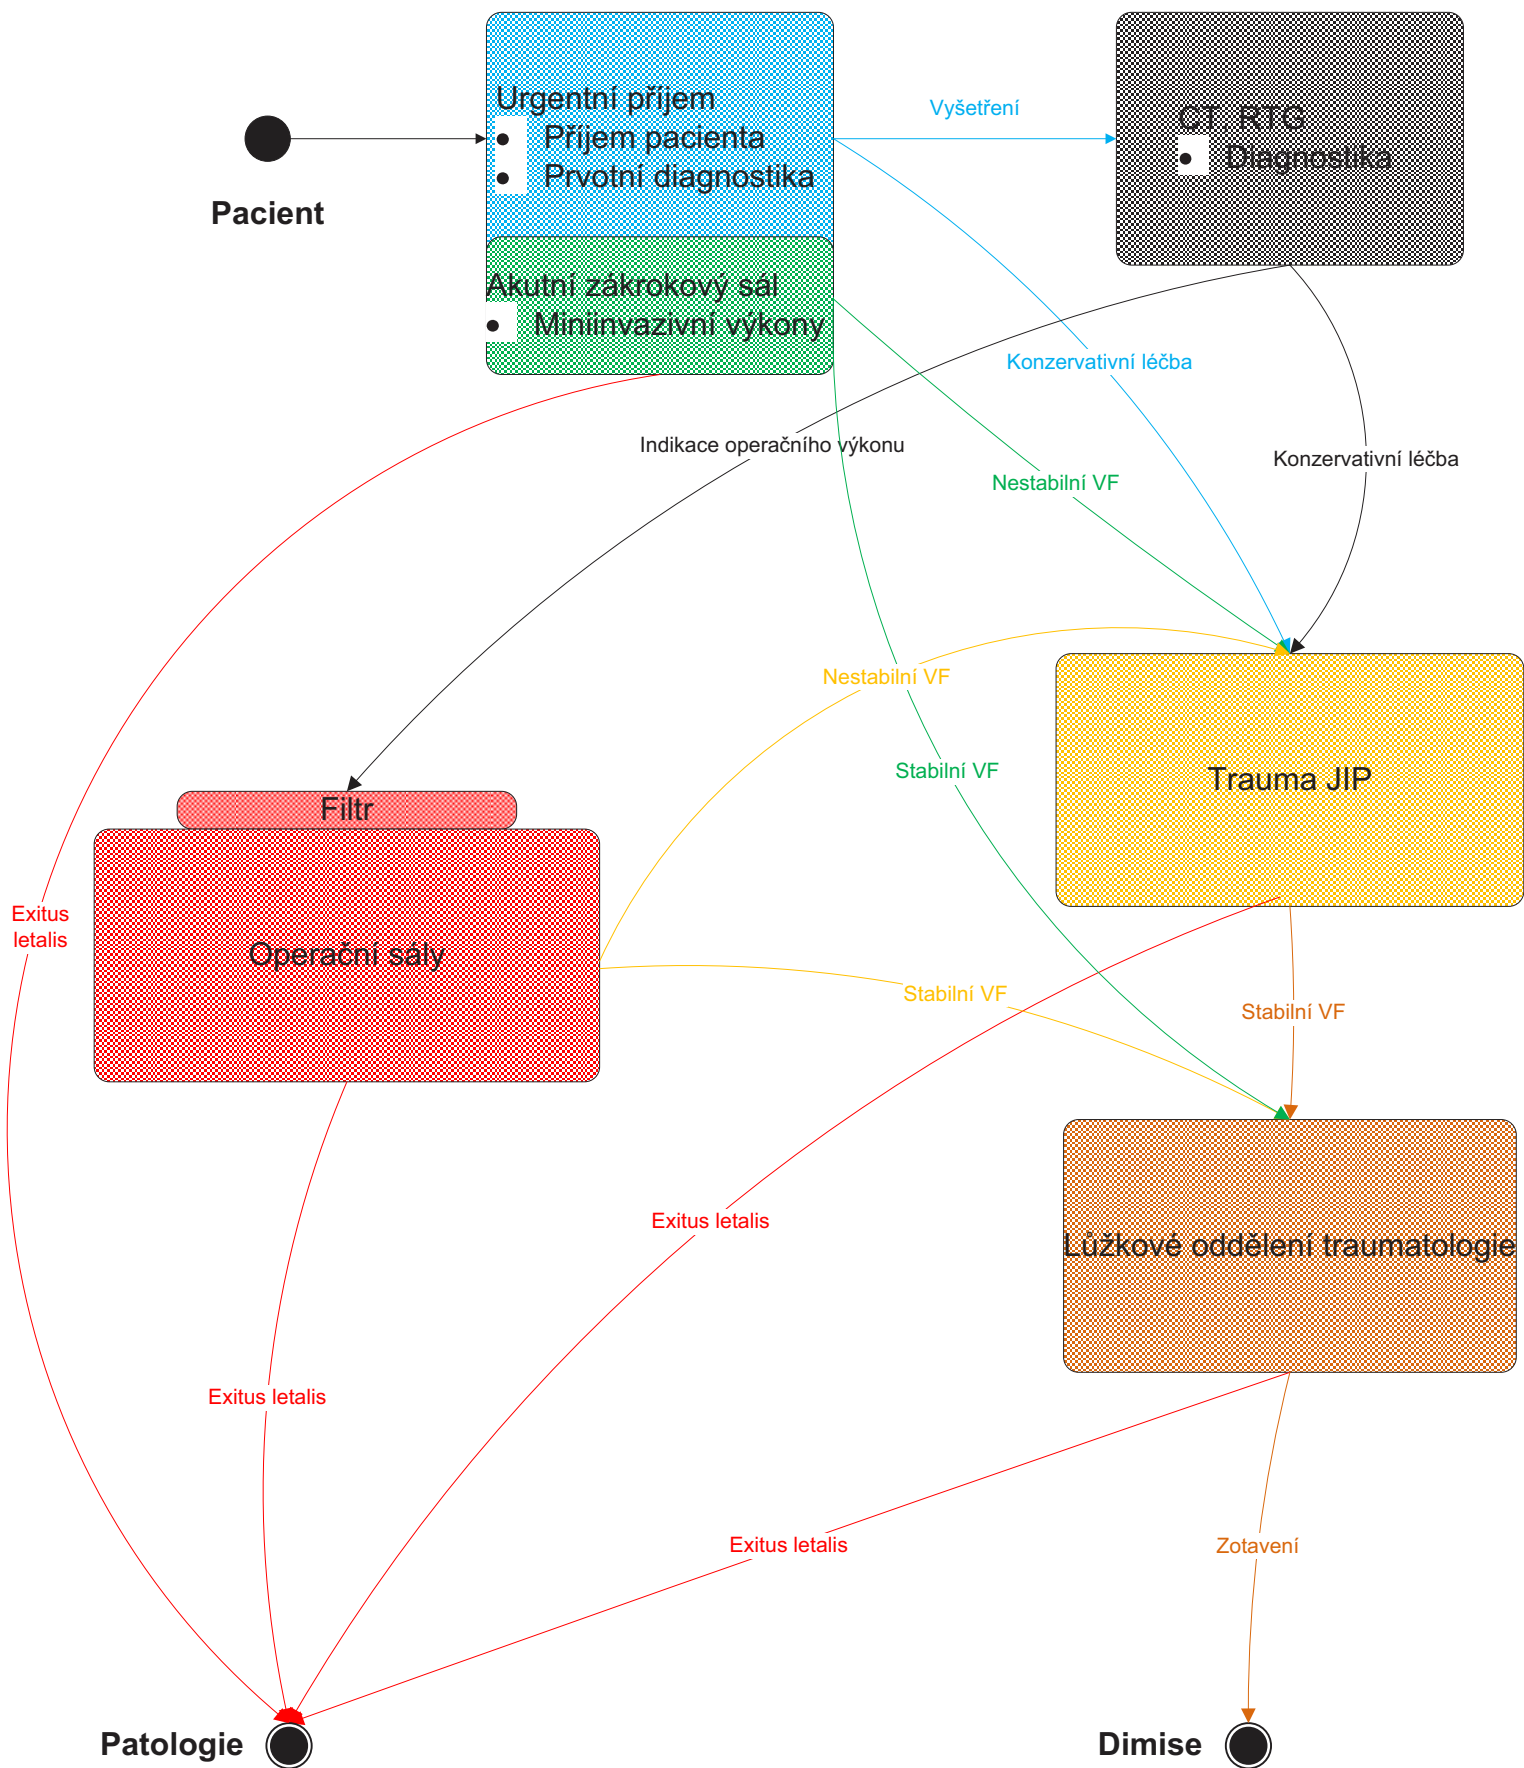 Urgentní příjem
• Příjem pacienta
• Prvotní diagnostika
Vyšetření
CT, RTG
• Diagnostika
Pacient
Akutní zákrokový sál
• Miniinvazivní výkony
Konzervativní léčba
Indikace operačního výkonu
Konzervativní léčba
Nestabilní VF
Nestabilní VF
Stabilní VF
Trauma JIP
Filtr
Exitus
letalis
Operační sály
Stabilní VF
Stabilní VF
Exitus letalis
Lůžkové oddělení traumatologie
Exitus letalis
Exitus letalis
Zotavení
Patologie
Dimise